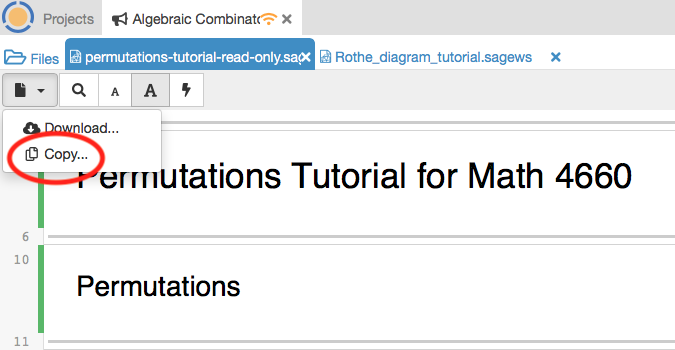 Projects
Algebraic Combinato
Files
permutations-tutorial-read-only.sag
Rothe_diagram_tutorial.sagews
A
A
Download...
Copy...
Permutations Tutorial for Math 4660
6
10
Permutations
11